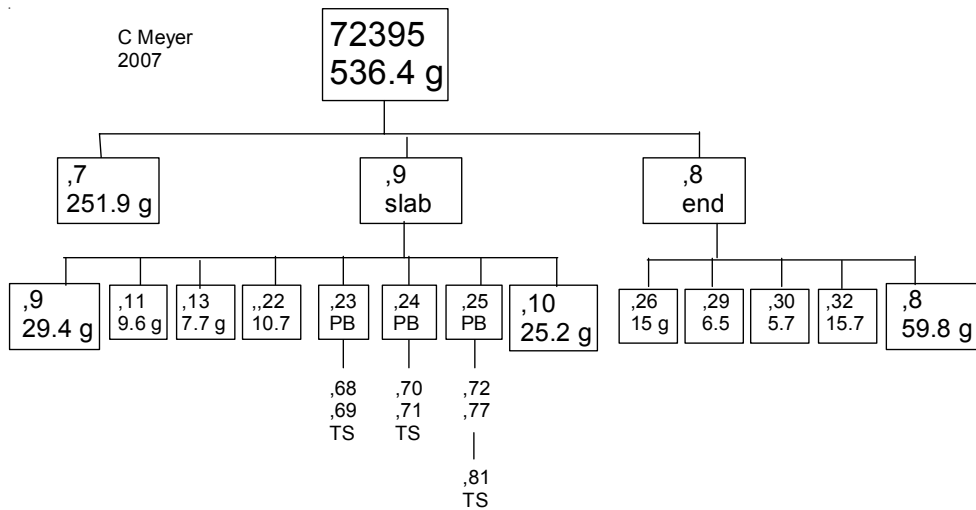 C Meyer
2007
72395
536.4 g
,7
251.9 g
,9
slab
,8
end
,9
29.4 g
,11
9.6 g
,13
7.7 g
,,22
10.7
,23
PB
,24
PB
,25
PB
,10
25.2 g
,26
15 g
,29
6.5
,30
5.7
,32
15.7
,8
59.8 g
,68
,69
TS
,70
,71
TS
,72
,77
,81
TS